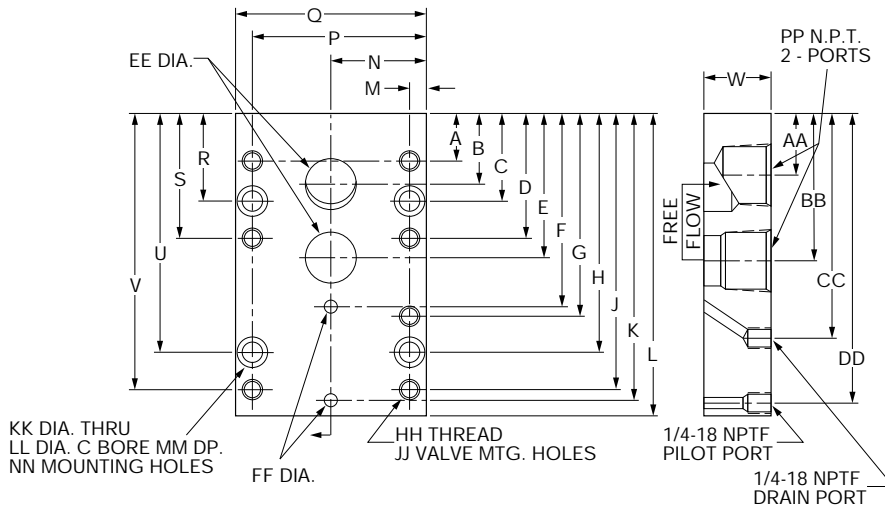 Q
P
N
M
EE DIA.
PP N.P.T.
2 - PORTS
W
A
B
C
D
E
F
G
H
J
K
L
R
S
U
V
AA
BB
CC
DD
FREE
FLOW
KK DIA. THRU
LL DIA. C BORE MM DP.
NN MOUNTING HOLES
FF DIA.
HH THREAD
JJ VALVE MTG. HOLES
1/4-18 NPTF
PILOT PORT
1/4-18 NPTF
DRAIN PORT